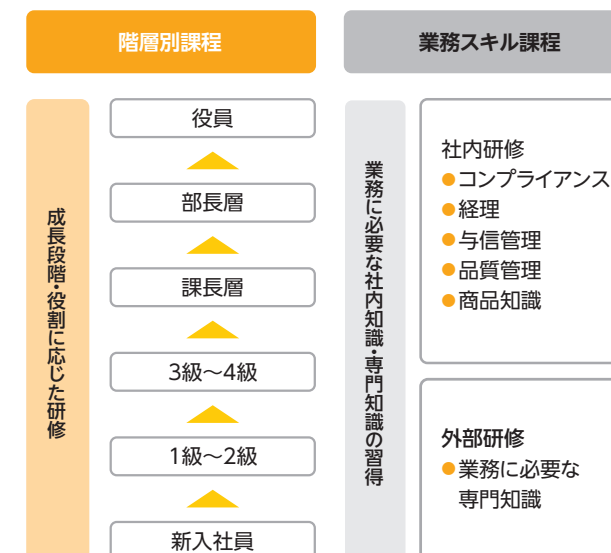 階層別課程
成長段階・役割に応じた研修
役員
部長層
課長層
3級～4級
1級～2級
新入社員
業務スキル課程
業務に必要な社内知識・専門知識の習得
社内研修
●コンプライアンス
●経理
●与信管理
●品質管理
●商品知識
外部研修
●業務に必要な
専門知識